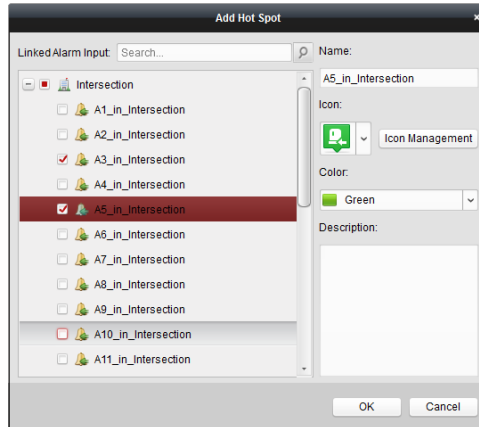 Add Hot Spot
Linked Alarm Input: Search...
Intersection
A1_in_Intersection
A2_in_Intersection
A3_in_Intersection
A4_in_Intersection
A5_in_Intersection
A6_in_Intersection
A7_in_Intersection
A8_in_Intersection
A9_in_Intersection
A10_in_Intersection
A11_in_Intersection
Name:
A5_in_Intersection
Icon:
Icon Management
Color:
Green
Description:
OK Cancel